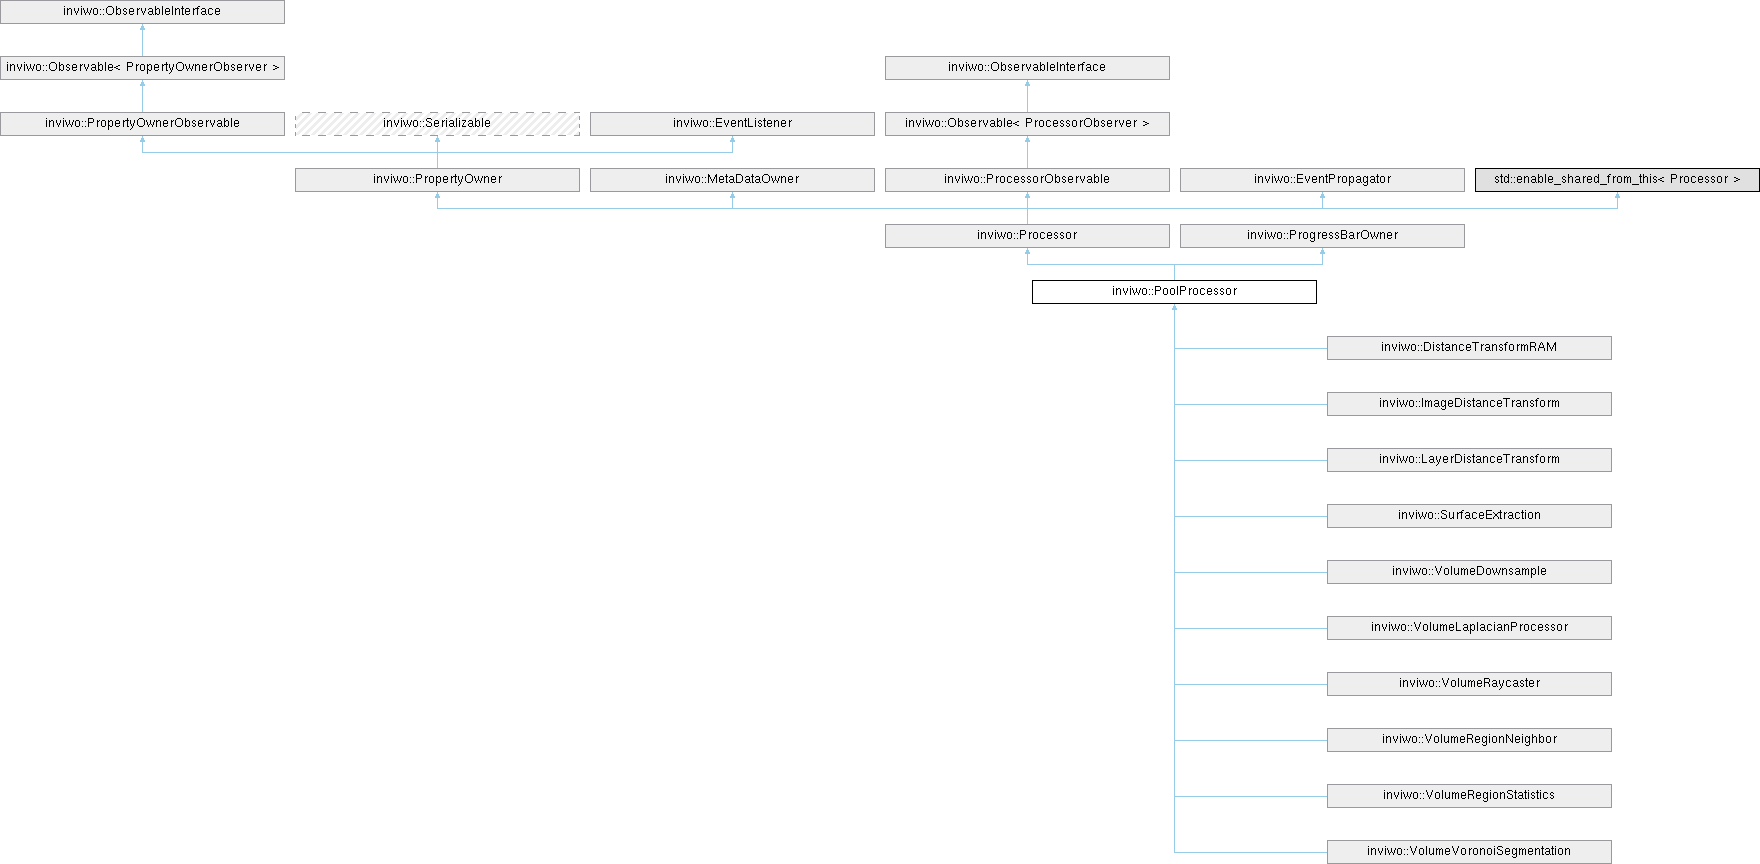 inviwo::ObservableInterface
inviwo::Observable< PropertyOwnerObserver >
inviwo::ObservableInterface
inviwo::PropertyOwnerObservable
inviwo::Serializable
inviwo::EventListener
inviwo::Observable< ProcessorObserver >
inviwo::PropertyOwner
inviwo::MetaDataOwner
inviwo::ProcessorObservable
inviwo::EventPropagator
std::enable_shared_from_this< Processor >
inviwo::Processor
inviwo::ProgressBarOwner
inviwo::PoolProcessor
inviwo::DistanceTransformRAM
inviwo::ImageDistanceTransform
inviwo::LayerDistanceTransform
inviwo::SurfaceExtraction
inviwo::VolumeDownsample
inviwo::VolumeLaplacianProcessor
inviwo::VolumeRaycaster
inviwo::VolumeRegionNeighbor
inviwo::VolumeRegionStatistics
inviwo::VolumeVoronoiSegmentation